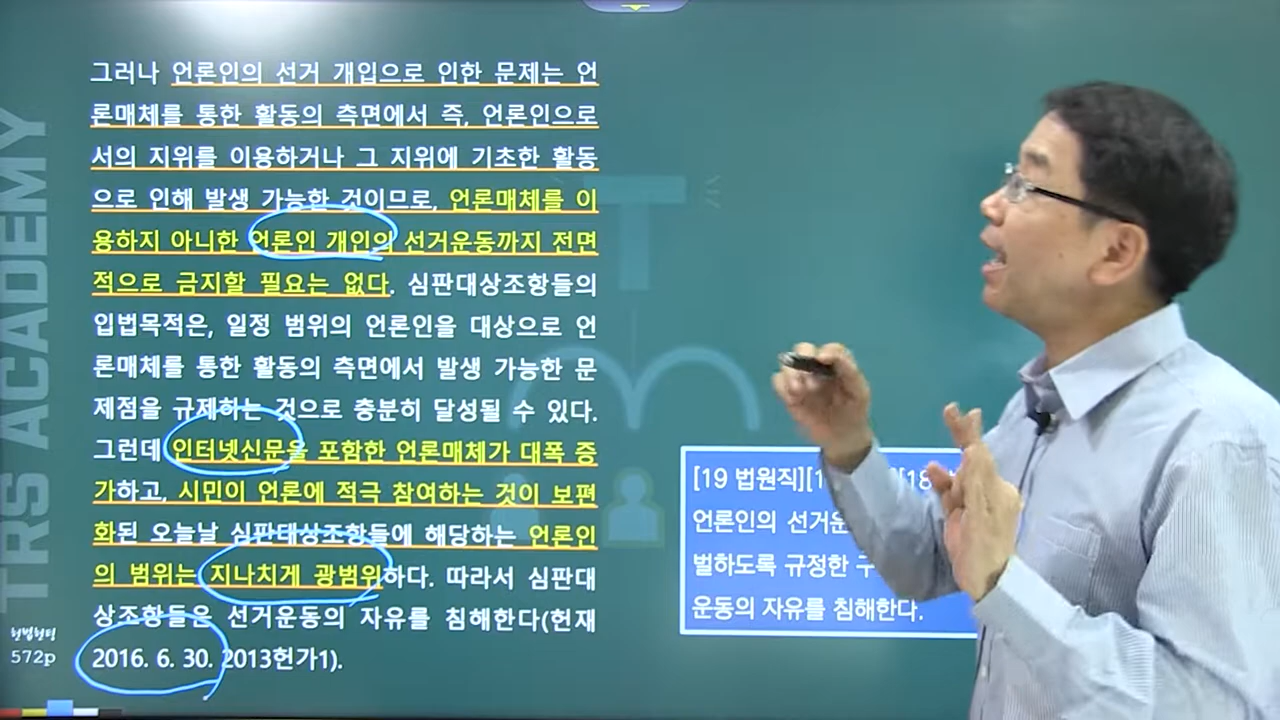 그러나 언론인의 선거 개입으로 인한 문제는 언
론매체를 통한 활동의 측면에서 즉, 언론인으로
서의 지위를 이용하거나 그 지위에 기초한 활동
으로 인해 발생 가능한 것이므로, 언론매체를 이
용하지 아니한 언론인 개인의 선거운동까지 전면
적으로 금지할 필요는 없다. 심판대상조항들의
입법목적은, 일정 범위의 언론인을 대상으로 언
론매체를 통한 활동의 측면에서 발생 가능한 문
제점을 규제하는 것으로 충분히 달성될 수 있다.
그런데 인터넷신문을 포함한 언론매체가 대폭 증
가하고, 시민이 언론에 적극 참여하는 것이 보편
화된 오늘날 심판대상조항들에 해당하는 언론인
의 범위는 지나치게 광범위하다. 따라서 심판대
상조항들은 선거운동의 자유를 침해한다(헌재
2016. 6. 30. 2013헌가1).
572p
TRS ACADEMY
[19 법원직][1
언론인의 선거운
벌하도록 규정한 구
운동의 자유를 침해한다.